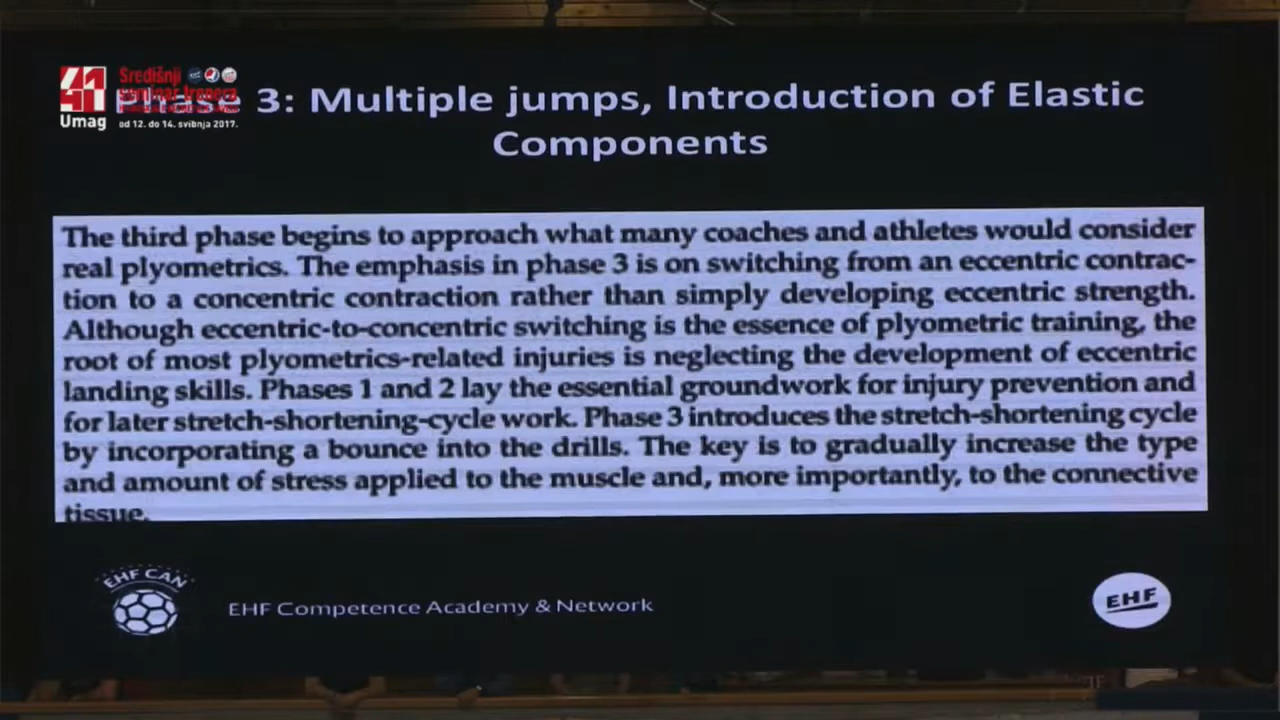 41
Umag
Središnji
seminar trenera
od 12. do 14. svibnja 2017.
Phase 3: Multiple jumps, Introduction of Elastic
Components
The third phase begins to approach what many coaches and athletes would consider
real plyometrics. The emphasis in phase 3 is on switching from an eccentric contrac-
tion to a concentric contraction rather than simply developing eccentric strength.
Although eccentric-to-concentric switching is the essence of plyometric training, the
root of most plyometrics-related injuries is neglecting the development of eccentric
landing skills. Phases 1 and 2 lay the essential groundwork for injury prevention and
for later stretch-shortening-cycle work. Phase 3 introduces the stretch-shortening cycle
by incorporating a bounce into the drills. The key is to gradually increase the type
and amount of stress applied to the muscle and, more importantly, to the connective
tissue.
EHF CAN
EHF Competence Academy & Network
EHF